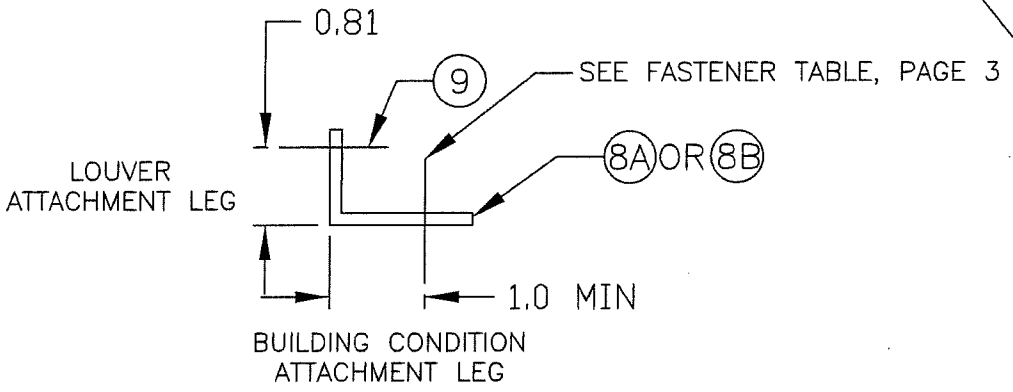 0.81
9
SEE FASTENER TABLE, PAGE 3
8A OR 8B
LOUVER
ATTACHMENT LEG
1.0 MIN
BUILDING CONDITION
ATTACHMENT LEG